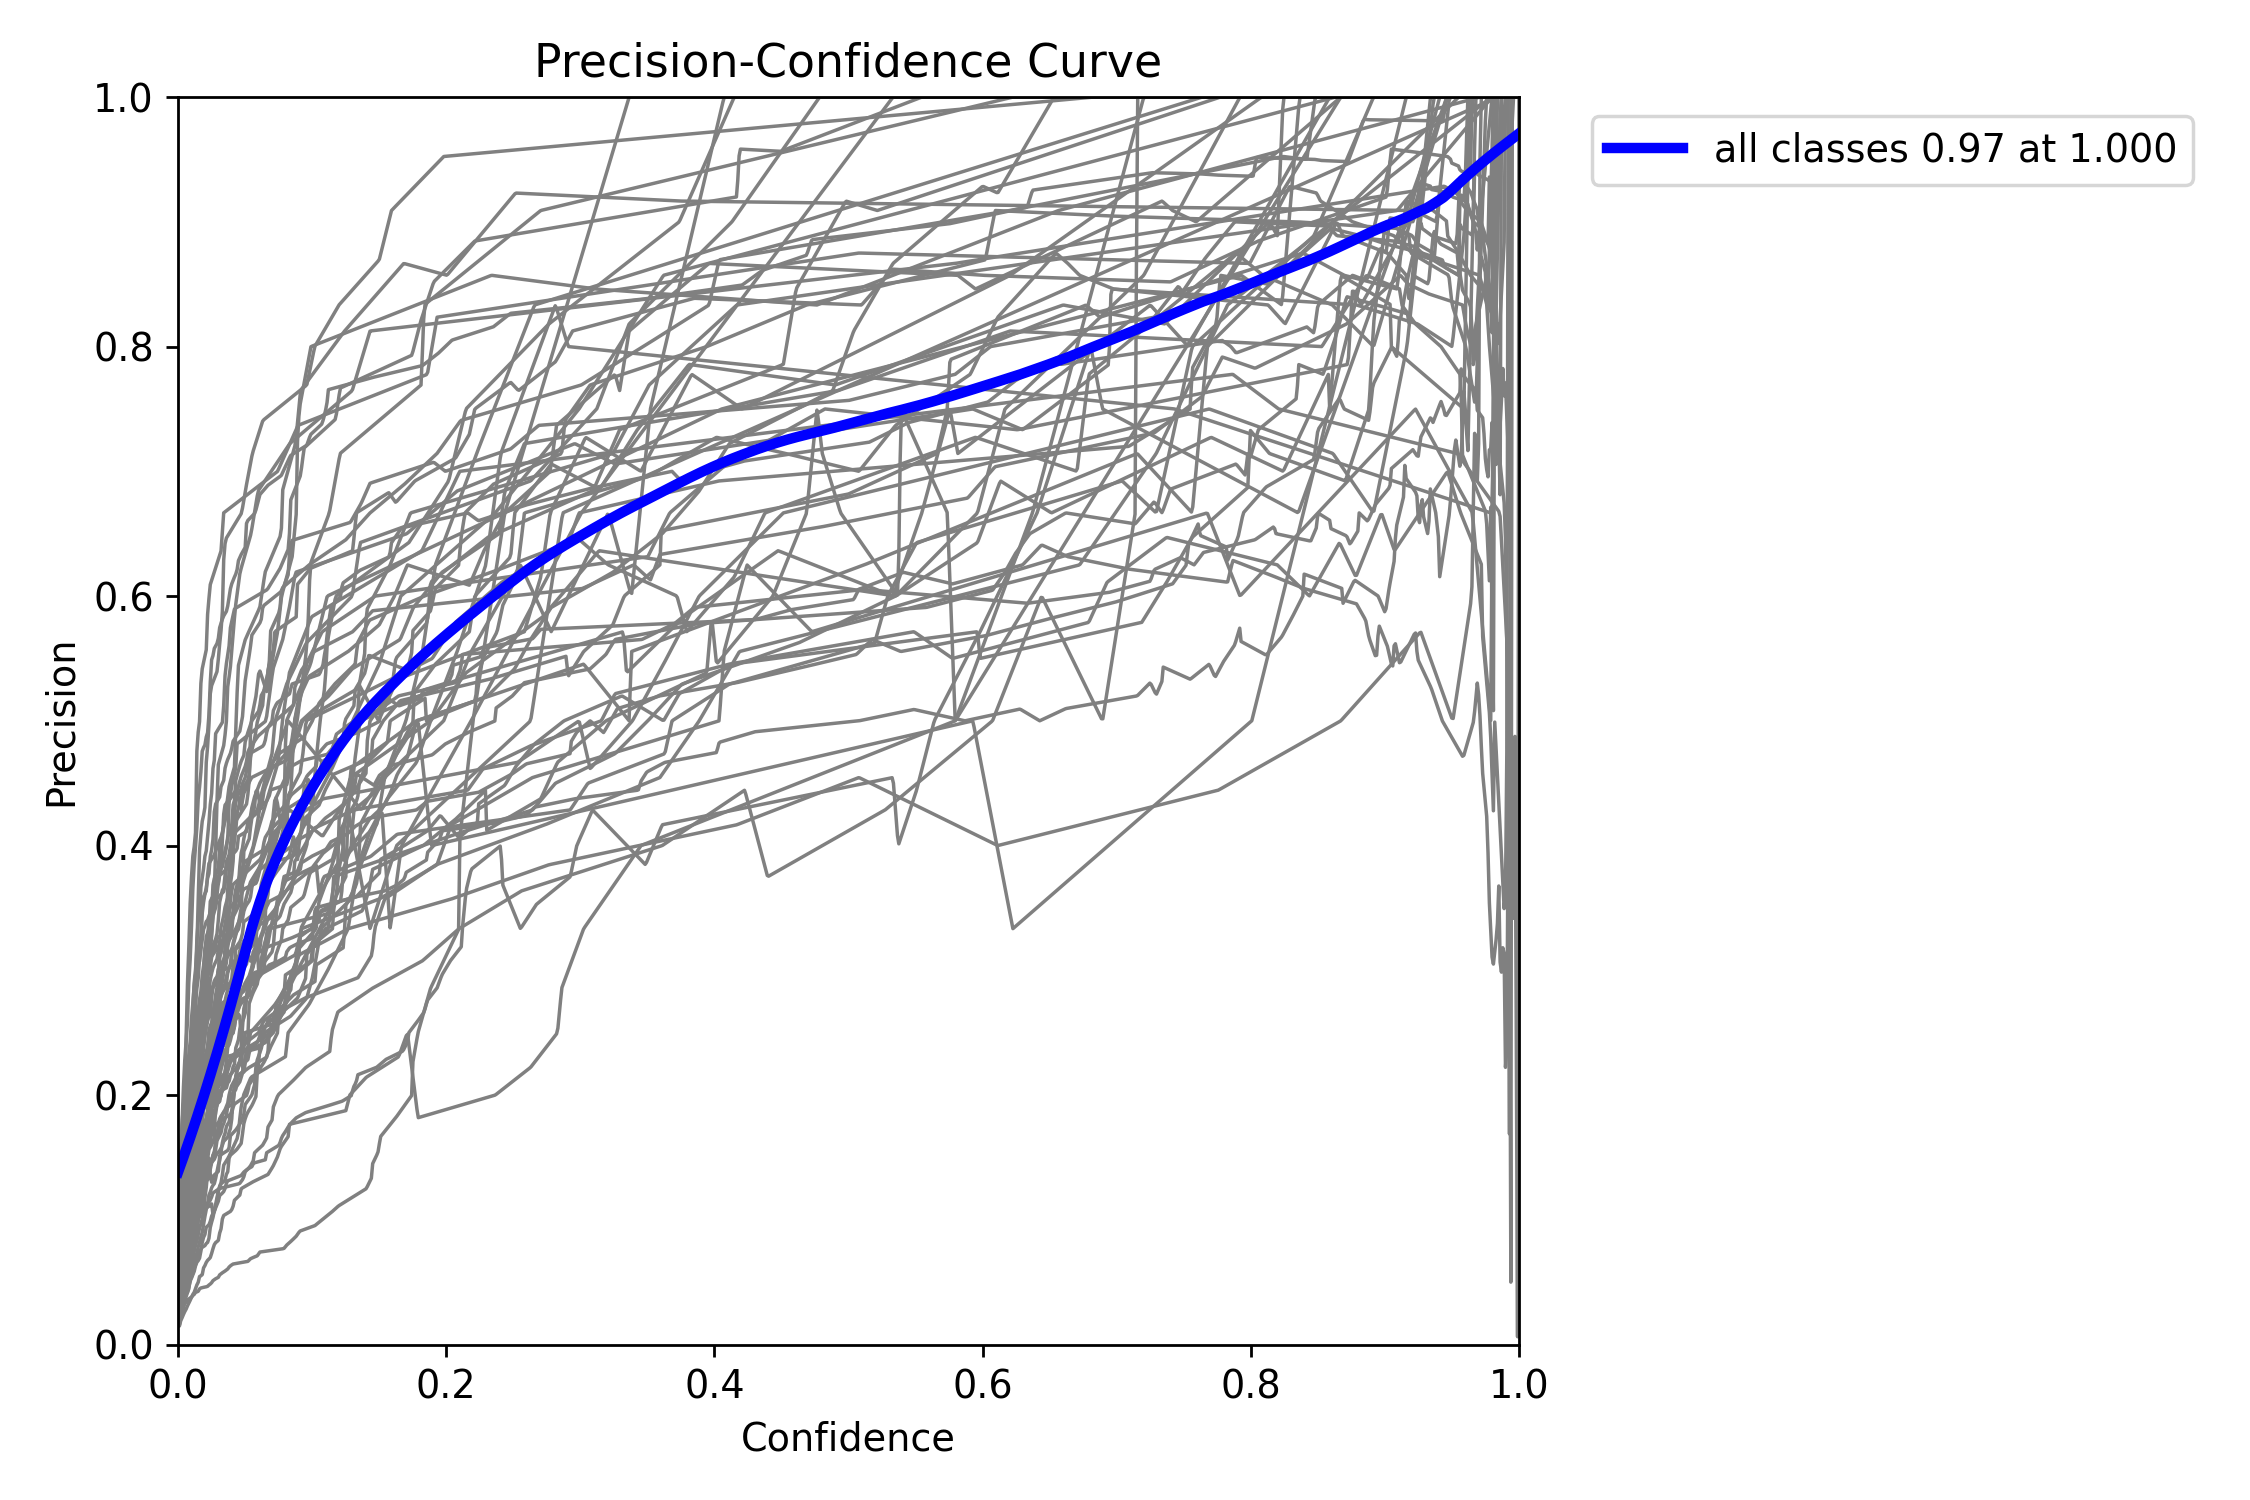 Precision-Confidence Curve
1.0
0.8
0.6
0.4
0.2
0.0
Precision
0.0 0.2 0.4 0.6 0.8 1.0
Confidence
all classes 0.97 at 1.000